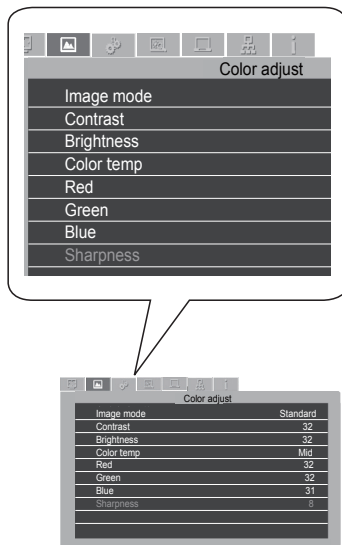 Color adjust
Image mode
Contrast
Brightness
Color temp
Red
Green
Blue
Sharpness
Color adjust
Image mode Standard
Contrast 32
Brightness 32
Color temp Mid
Red 32
Green 32
Blue 31
Sharpness 8